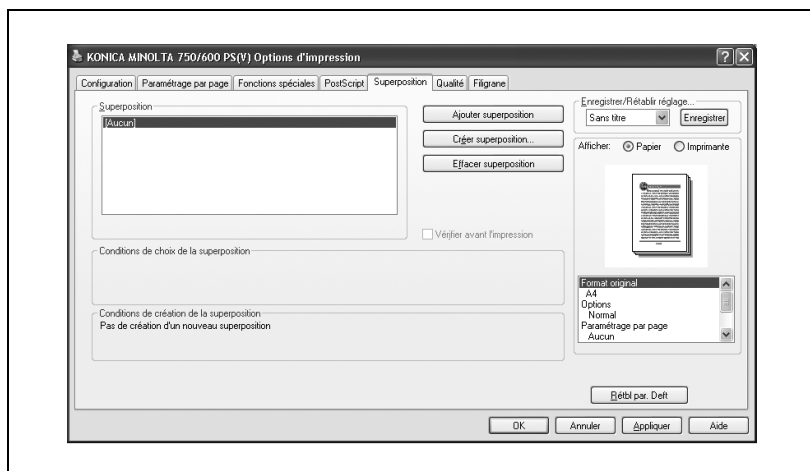 KONICA MINOLTA 750/600 PS(V) Options d'impression
Configuration Paramétrage par page Fonctions spéciales PostScript Superposition Qualité Filigrane
Superposition
[Aucun]
Ajouter superposition
Créer superposition...
Effacer superposition
Vérifier avant l'impression
Conditions de choix de la superposition
Conditions de création de la superposition
Pas de création d'un nouveau superposition
Enregistrer/Rétablir réglage...
Sans titre Enregistrer
Afficher: Papier Imprimante
Format original
A4
Options
Normal
Paramétrage par page
Aucun
Rétbl par. Deft
OK Annuler Appliquer Aide